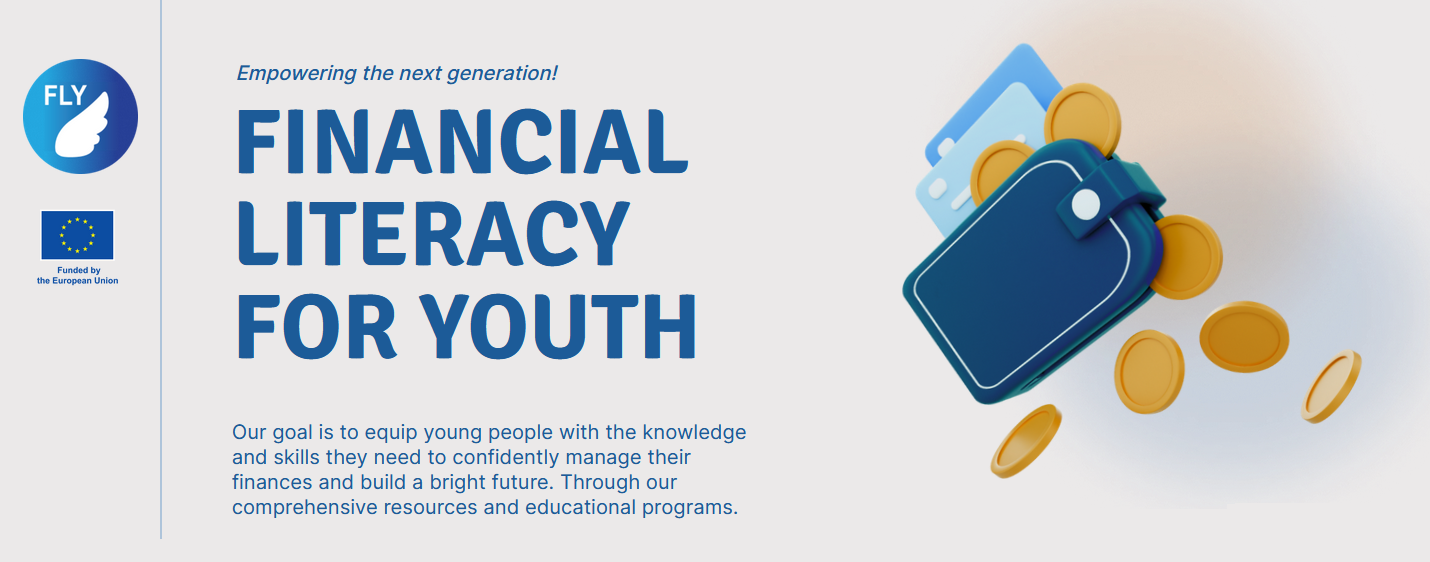 FLY
Funded by
the European Union
Empowering the next generation!
FINANCIAL
LITERACY
FOR YOUTH
Our goal is to equip young people with the knowledge
and skills they need to confidently manage their
finances and build a bright future. Through our
comprehensive resources and educational programs.